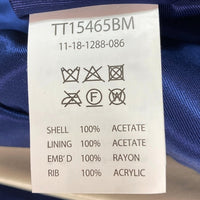 TT15465BM
11-18-1288-086
SHELL 100% ACETATE
LINING 100% ACETATE
EMB'D 100% RAYON
RIB 100% ACRYLIC